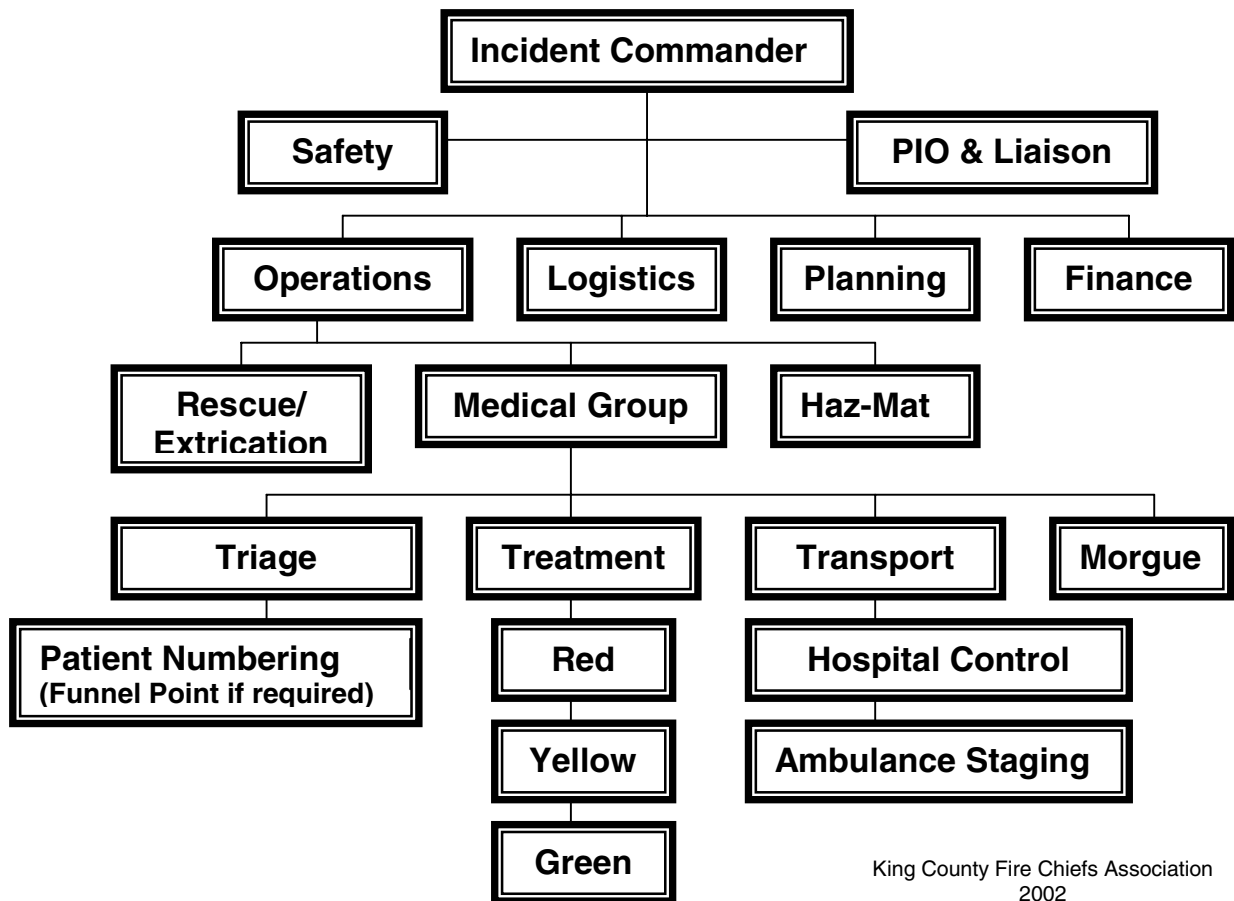 Incident Commander
Safety
PIO & Liaison
Operations
Logistics
Planning
Finance
Rescue/
Extrication
Medical Group
Haz-Mat
Triage
Treatment
Transport
Morgue
Patient Numbering
(Funnel Point if required)
Red
Hospital Control
Yellow
Ambulance Staging
Green
King County Fire Chiefs Association
2002